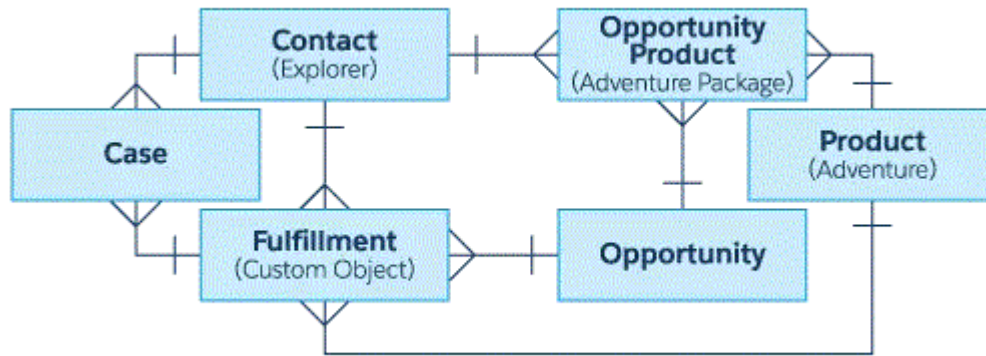 Contact
(Explorer)
Opportunity
Product
(Adventure Package)
Case
Product
(Adventure)
Fulfillment
(Custom Object)
Opportunity